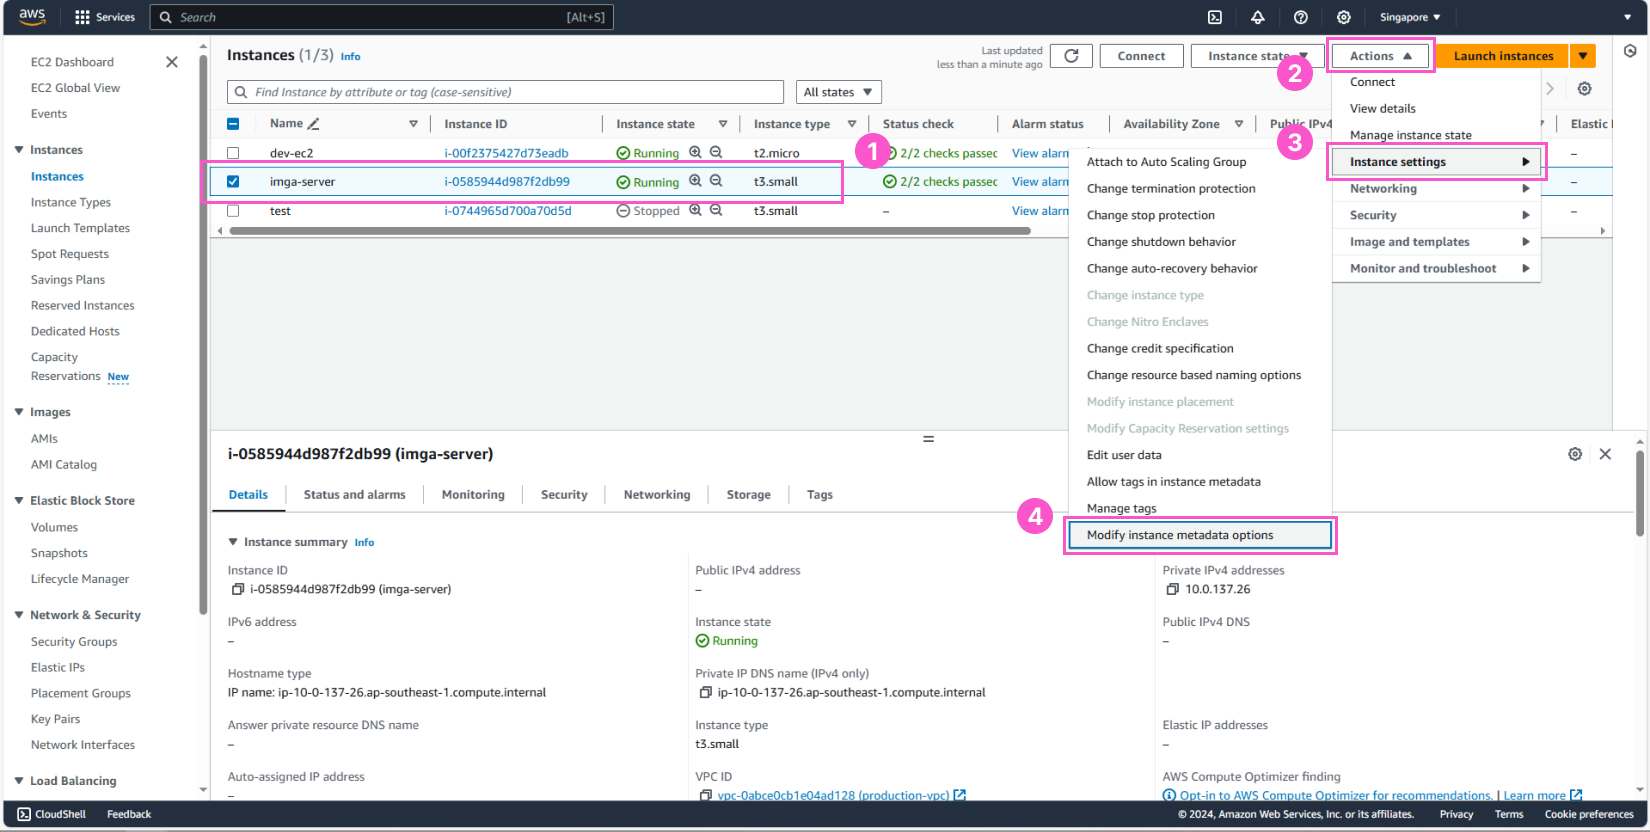 aws
Services
Search
[Alt+S]
Singapore
EC2 Dashboard
EC2 Global View
Events
Instances
Instances
Instance Types
Launch Templates
Spot Requests
Savings Plans
Reserved Instances
Dedicated Hosts
Capacity
Reservations New
Images
AMIs
AMI Catalog
Elastic Block Store
Volumes
Snapshots
Lifecycle Manager
Network & Security
Security Groups
Elastic IPs
Placement Groups
Key Pairs
Network Interfaces
Load Balancing
Instances (1/3) Info
Last updated
less than a minute ago
Connect
Instance state
Actions
Launch instances
Find Instance by attribute or tag (case-sensitive)
All states
Name Instance ID Instance state Instance type Status check Alarm status Availability Zone Public IPv4 Elastic
dev-ec2 i-00f2375427d73eadb Running t2.micro 2/2 checks passed View alarm –
imga-server i-0585944d987f2db99 Running t3.small 2/2 checks passed –
test i-0744965d700a70d5d Stopped t3.small – View alarm –
1
2
3
4
Connect
View details
Manage instance state
Instance settings
Networking
Security
Image and templates
Monitor and troubleshoot
Attach to Auto Scaling Group
Change termination protection
Change stop protection
Change shutdown behavior
Change auto-recovery behavior
Change instance type
Change Nitro Enclaves
Change credit specification
Change resource based naming options
Modify instance placement
Modify Capacity Reservation settings
Edit user data
Allow tags in instance metadata
Manage tags
Modify instance metadata options
i-0585944d987f2db99 (imga-server)
Details Status and alarms Monitoring Security Networking Storage Tags
Instance summary Info
Instance ID
i-0585944d987f2db99 (imga-server)
Public IPv4 address
–
Private IPv4 addresses
10.0.137.26
IPv6 address
–
Instance state
Running
Public IPv4 DNS
–
Hostname type
IP name: ip-10-0-137-26.ap-southeast-1.compute.internal
Private IP DNS name (IPv4 only)
ip-10-0-137-26.ap-southeast-1.compute.internal
Answer private resource DNS name
–
Instance type
t3.small
Elastic IP addresses
–
Auto-assigned IP address
–
VPC ID
vpc-0abce0cb1e04ad128 (production-vpc)
AWS Compute Optimizer finding
Opt-in to AWS Compute Optimizer for recommendations. | Learn more
CloudShell
Feedback
© 2024, Amazon Web Services, Inc. or its affiliates.
Privacy
Terms
Cookie preferences